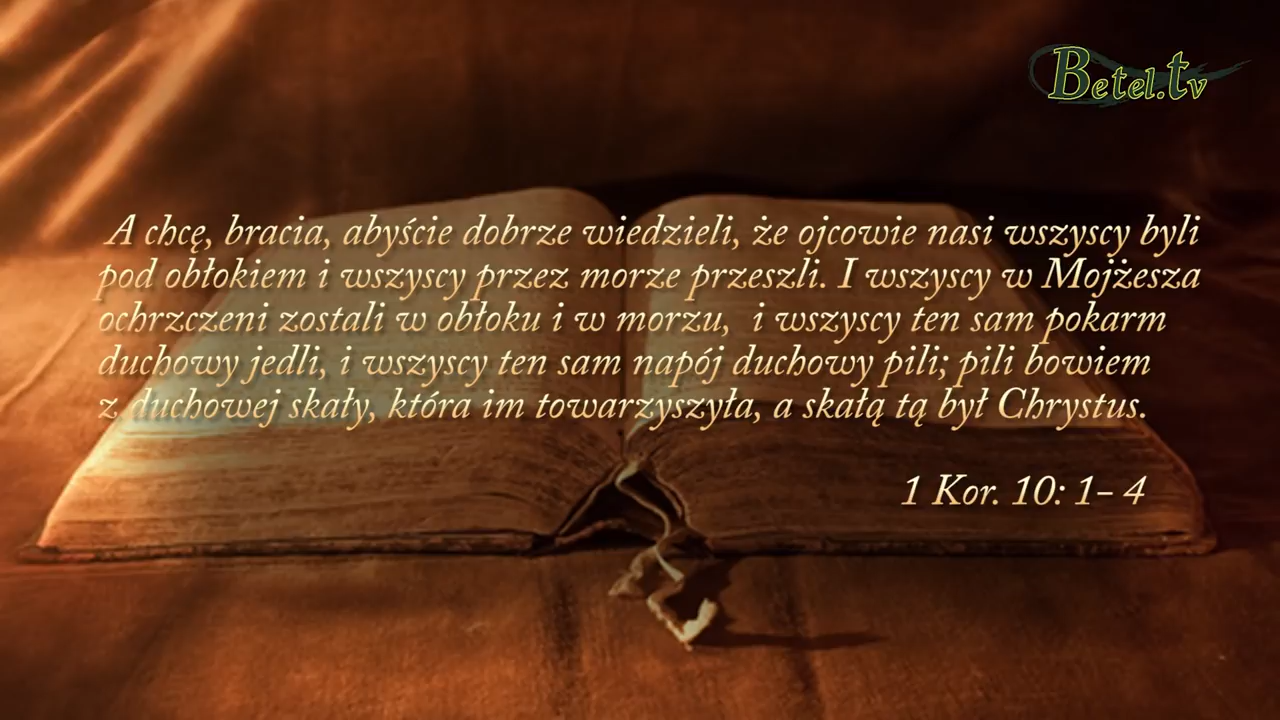 Betel.tv
A chcę, bracia, abyście dobrze wiedzieli, że ojcowie nasi wszyscy byli
pod obłokiem i wszyscy przez morze przeszli. I wszyscy w Mojżesza
ochrzczeni zostali w obłoku i w morzu, i wszyscy ten sam pokarm
duchowy jedli, i wszyscy ten sam napój duchowy pili; pili bowiem
z duchowej skały, która im towarzyszyła, a skałą tą był Chrystus.
1 Kor. 10: 1- 4